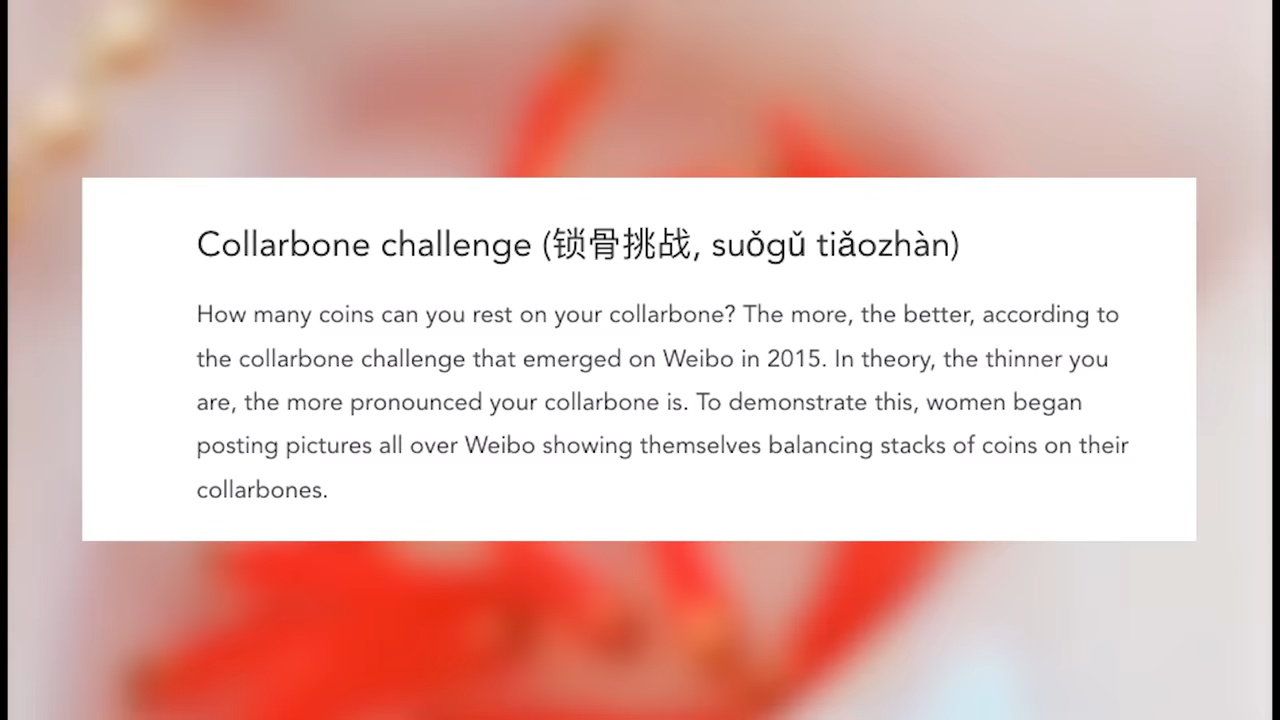 Collarbone challenge (锁骨挑战, suǒgǔ tiǎozhàn)
How many coins can you rest on your collarbone? The more, the better, according to
the collarbone challenge that emerged on Weibo in 2015. In theory, the thinner you
are, the more pronounced your collarbone is. To demonstrate this, women began
posting pictures all over Weibo showing themselves balancing stacks of coins on their
collarbones.